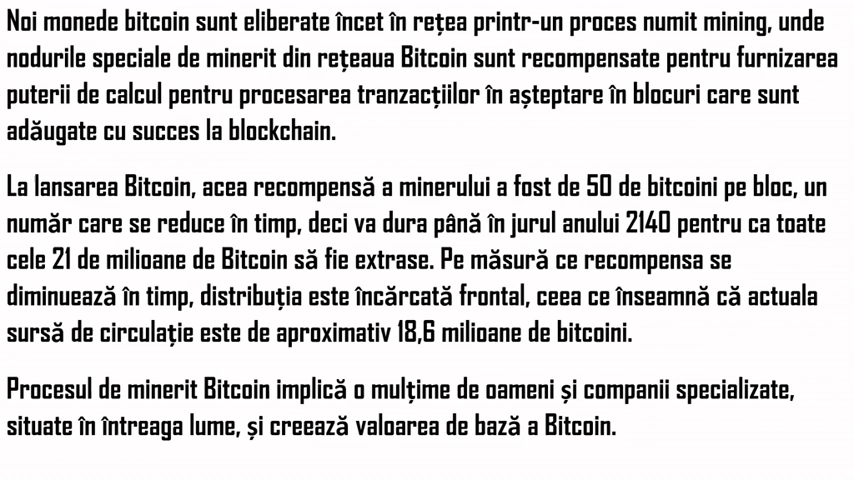 Noi monede bitcoin sunt eliberate încet în rețea printr-un proces numit mining, unde
nodurile speciale de minerit din rețeaua Bitcoin sunt recompensate pentru furnizarea
puterii de calcul pentru procesarea tranzacțiilor în așteptare în blocuri care sunt
adăugate cu succes la blockchain.
La lansarea Bitcoin, acea recompensă a minerului a fost de 50 de bitcoini pe bloc, un
număr care se reduce în timp, deci va dura până în jurul anului 2140 pentru ca toate
cele 21 de milioane de Bitcoin să fie extrase. Pe măsură ce recompensa se
diminuează în timp, distribuția este încărcată frontal, ceea ce înseamnă că actuala
sursă de circulație este de aproximativ 18,6 milioane de bitcoini.
Procesul de minerit Bitcoin implică o mulțime de oameni și companii specializate,
situate în întreaga lume, și creează valoarea de bază a Bitcoin.